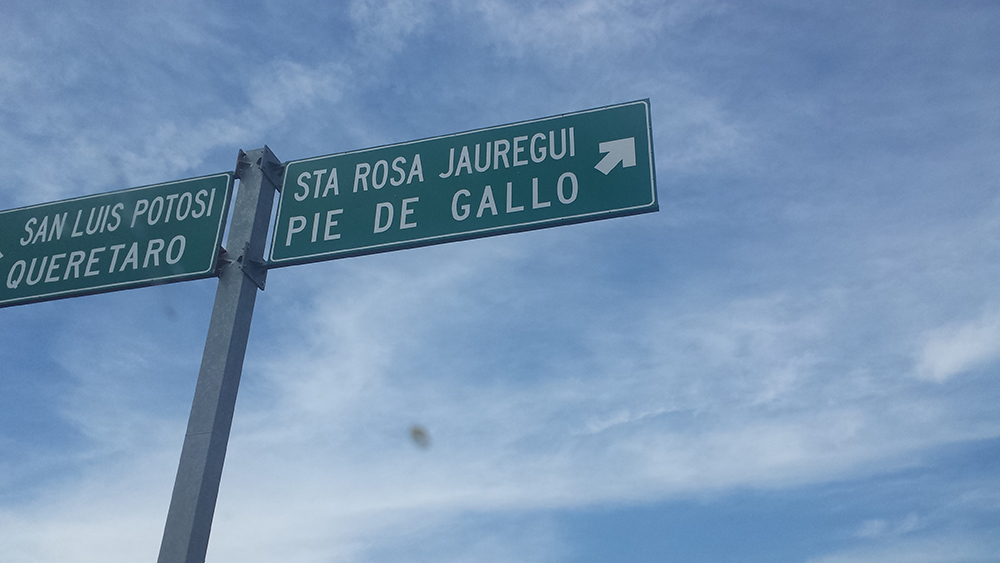 SAN LUIS POTOSI
QUERETARO
STA ROSA JAUREGUI
PIE DE GALLO